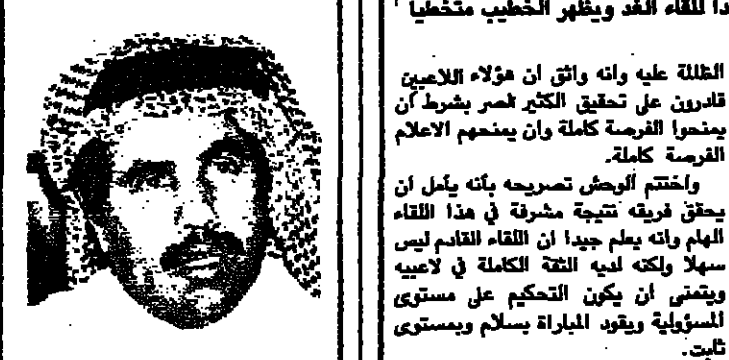 دا للقاء الغد ويظهر الخطيب متخطيا
الظللة عليه وانه واثق ان هؤلاء اللاعبين
قادرون على تحقيق الكثير لمصر بشرط ان
يمنحوا الفرصة كاملة وان يمنحهم الاعلام
الفرصة كاملة.
واختتم الوحش تصريحه بأنه يأمل ان
يحقق فريقه نتيجة مشرفة في هذا اللقاء
الهام وانه يعلم جيدا ان اللقاء القادم ليس
سهلا ولكنه لديه الثقة الكاملة في لاعبيه
ويتمنى ان يكون التحكيم على مستوى
المسؤولية ويقود المباراة بسلام وبمستوى
ثابت.